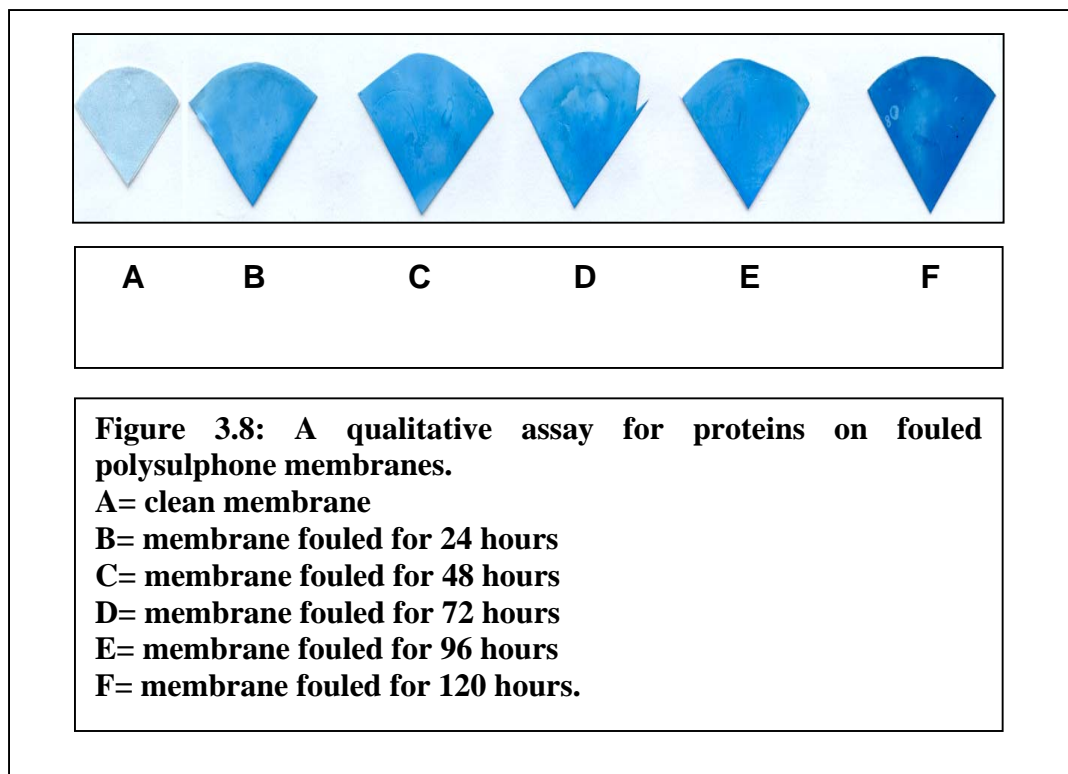 A B C D E F
Figure 3.8: A qualitative assay for proteins on fouled
polysulphone membranes.
A= clean membrane
B= membrane fouled for 24 hours
C= membrane fouled for 48 hours
D= membrane fouled for 72 hours
E= membrane fouled for 96 hours
F= membrane fouled for 120 hours.